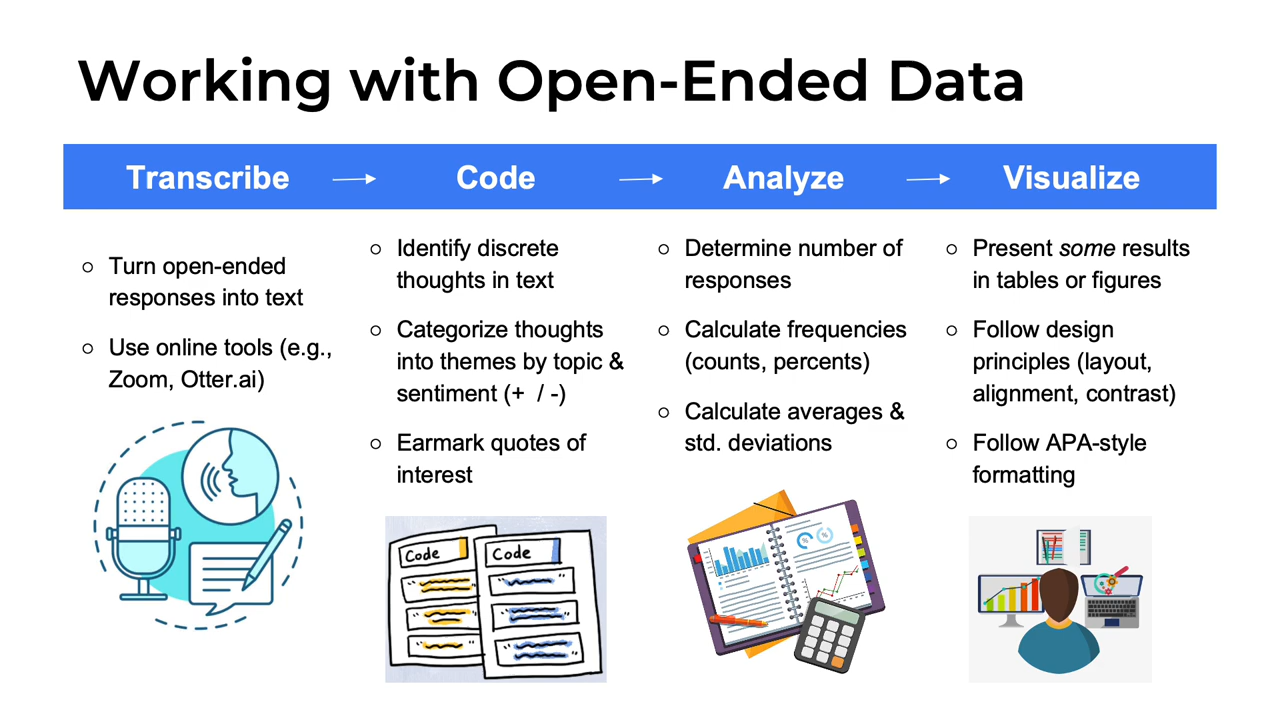 Working with Open-Ended Data
Transcribe
Code
Analyze
Visualize
○ Turn open-ended
responses into text
○ Use online tools (e.g.,
Zoom, Otter.ai)
○ Identify discrete
thoughts in text
○ Categorize thoughts
into themes by topic &
sentiment (+ / -)
○ Earmark quotes of
interest
○ Determine number of
responses
○ Calculate frequencies
(counts, percents)
○ Calculate averages &
std. deviations
○ Present some results
in tables or figures
○ Follow design
principles (layout,
alignment, contrast)
○ Follow APA-style
formatting
Code
Code
%
%